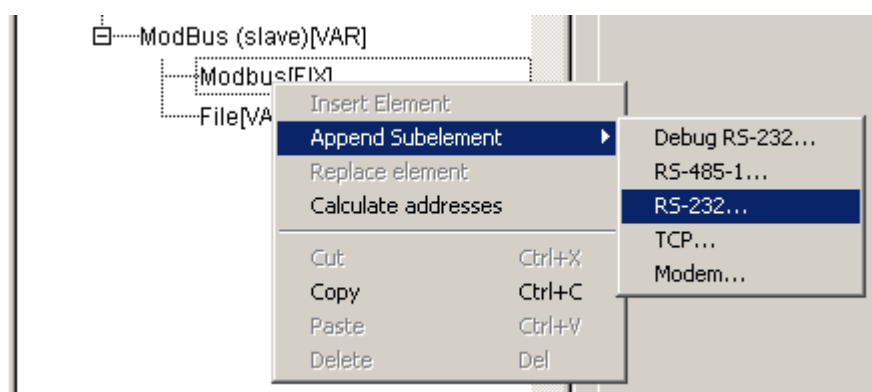 ModBus (slave)[VAR]
Modbus[FIX]
File[VA
Insert Element
Append Subelement
Replace element
Calculate addresses
Cut Ctrl+X
Copy Ctrl+C
Paste Ctrl+V
Delete Del
Debug RS-232...
RS-485-1...
RS-232...
TCP...
Modem...